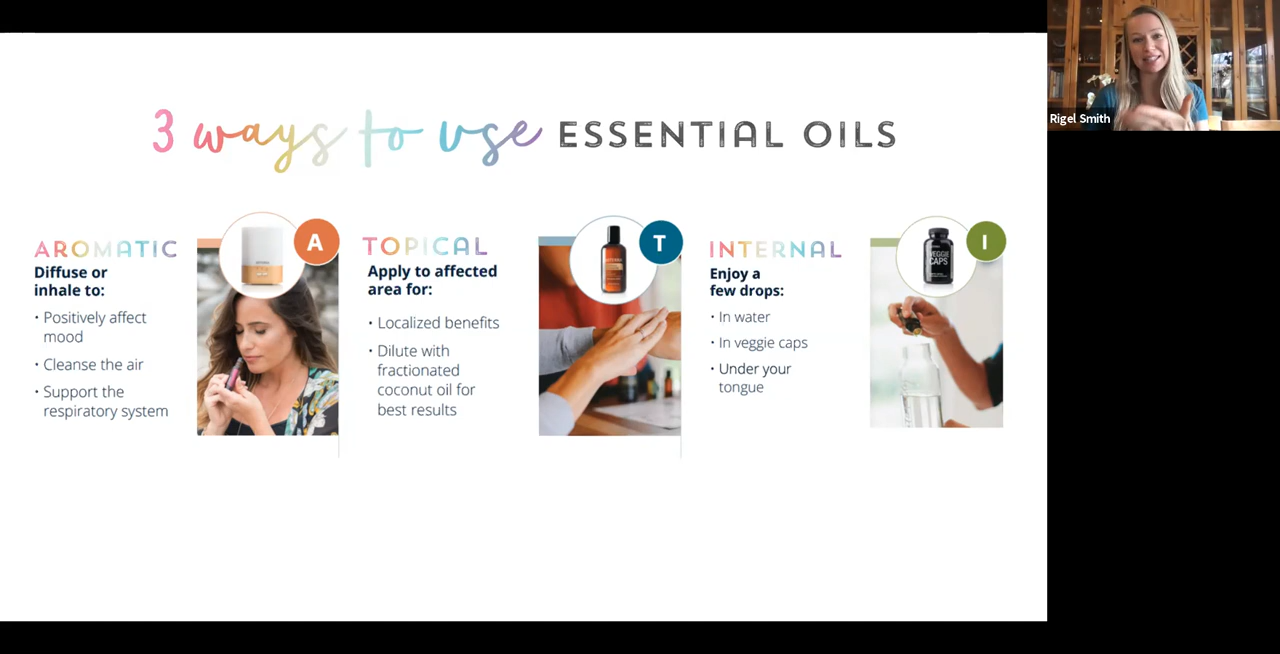 3 ways to use ESSENTIAL OILS
Rigel Smith
AROMATIC
Diffuse or
inhale to:
• Positively affect
mood
• Cleanse the air
• Support the
respiratory system
A
TOPICAL
Apply to affected
area for:
• Localized benefits
• Dilute with
fractionated
coconut oil for
best results
T
INTERNAL
Enjoy a
few drops:
• In water
• In veggie caps
• Under your
tongue
VEGGIE
CAPS
I